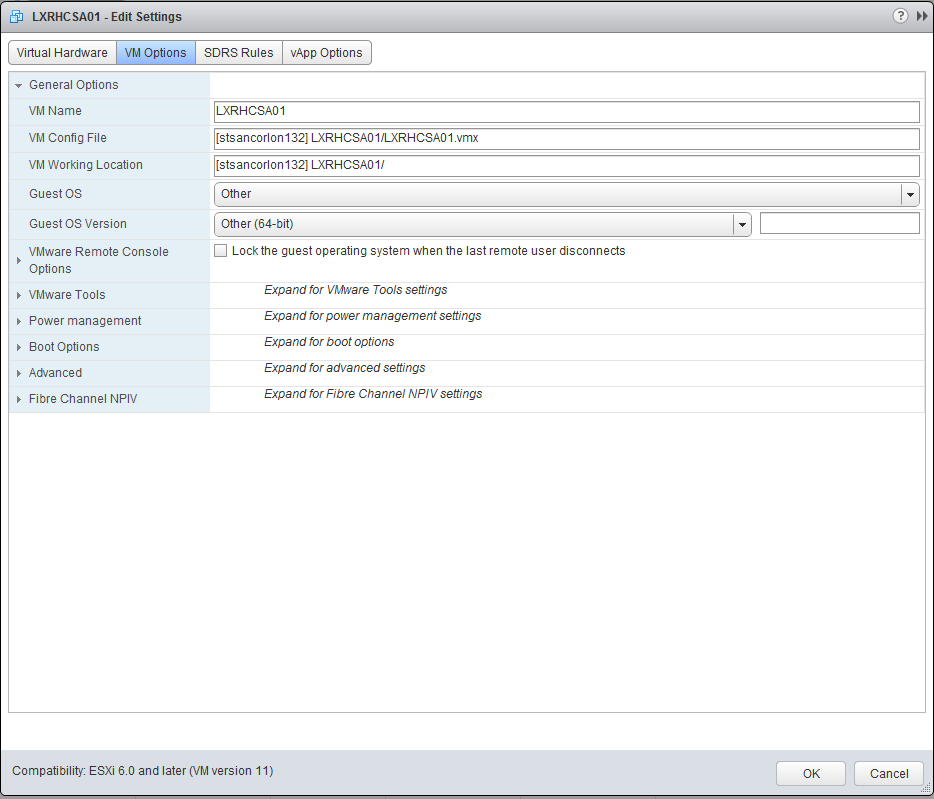 LXRHCSA01 - Edit Settings
Virtual Hardware VM Options SDRS Rules vApp Options
General Options
VM Name LXRHCSA01
VM Config File [stsancorlon132] LXRHCSA01/LXRHCSA01.vmx
VM Working Location [stsancorlon132] LXRHCSA01/
Guest OS Other
Guest OS Version Other (64-bit)
VMware Remote Console Lock the guest operating system when the last remote user disconnects
Options
VMware Tools Expand for VMware Tools settings
Power management Expand for power management settings
Boot Options Expand for boot options
Advanced Expand for advanced settings
Fibre Channel NPIV Expand for Fibre Channel NPIV settings
Compatibility: ESXi 6.0 and later (VM version 11)
OK Cancel